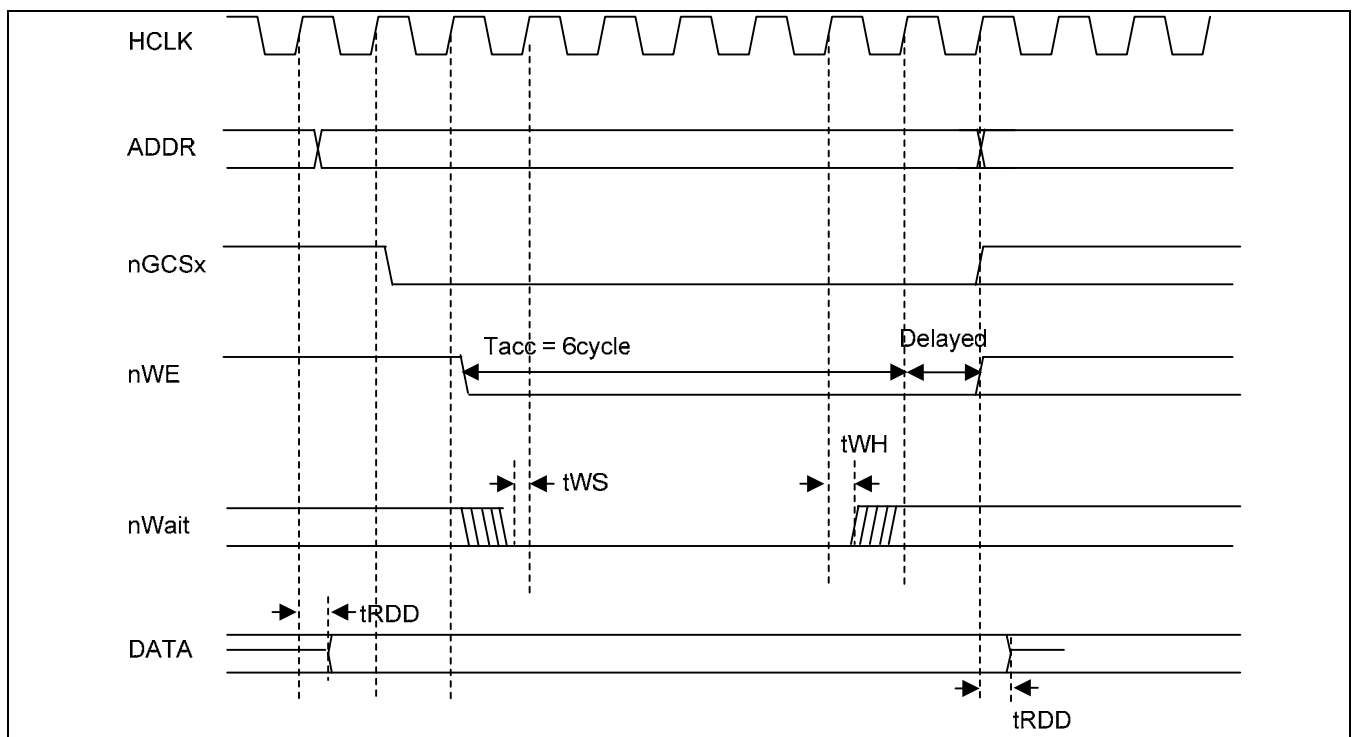 HCLK
ADDR
nGCSx
Tacc = 6cycle
Delayed
nWE
tWH
tWS
nWait
tRDD
DATA
tRDD